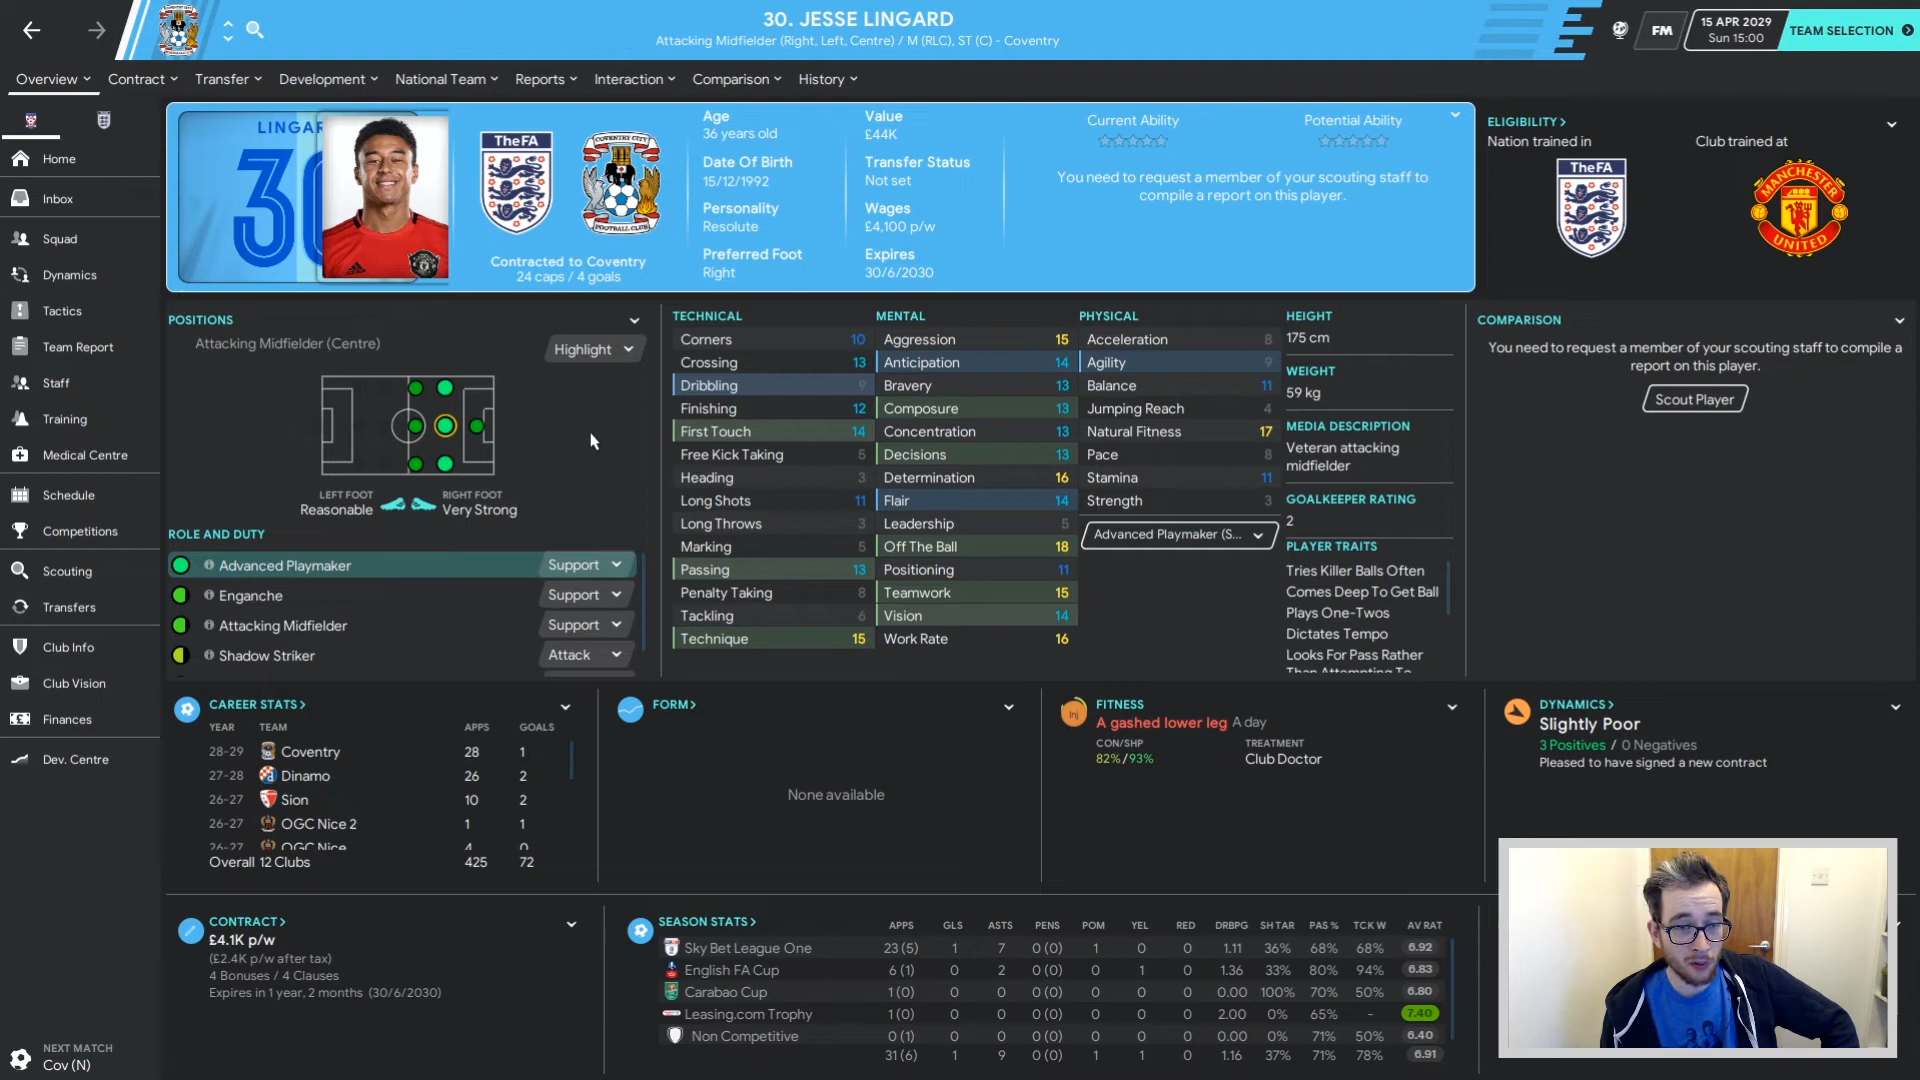 30. JESSE LINGARD
Attacking Midfielder (Right, Left, Centre) / M (RLC), ST (C) - Coventry
FM
15 APR 2029
Sun 15:00
TEAM SELECTION
Overview
Contract
Transfer
Development
National Team
Reports
Interaction
Comparison
History
Home
Inbox
Squad
Dynamics
Tactics
Team Report
Staff
Training
Medical Centre
Schedule
Competitions
Scouting
Transfers
Club Info
Club Vision
Finances
Dev. Centre
NEXT MATCH
Cov (N)
LINGAR
30
The FA
COVENTRY CITY
FOOTBALL CLUB
Contracted to Coventry
24 caps / 4 goals
Age
36 years old
Date Of Birth
15/12/1992
Personality
Resolute
Preferred Foot
Right
Value
£44K
Transfer Status
Not set
Wages
£4,100 p/w
Expires
30/6/2030
Current Ability
Potential Ability
You need to request a member of your scouting staff to
compile a report on this player.
ELIGIBILITY >
Nation trained in
Club trained at
The FA
MANCHESTER
UNITED
POSITIONS
Attacking Midfielder (Centre)
Highlight
LEFT FOOT
Reasonable
RIGHT FOOT
Very Strong
ROLE AND DUTY
Advanced Playmaker Support
Enganche Support
Attacking Midfielder Support
Shadow Striker Attack
TECHNICAL
Corners 10
Crossing 13
Dribbling 9
Finishing 12
First Touch 14
Free Kick Taking 5
Heading 3
Long Shots 11
Long Throws 3
Marking 5
Passing 13
Penalty Taking 8
Tackling 6
Technique 15
MENTAL
Aggression 15
Anticipation 14
Bravery 13
Composure 13
Concentration 13
Decisions 13
Determination 16
Flair 14
Leadership 5
Off The Ball 18
Positioning 11
Teamwork 15
Vision 14
Work Rate 16
PHYSICAL
Acceleration 8
Agility 9
Balance 11
Jumping Reach 4
Natural Fitness 17
Pace 8
Stamina 11
Strength 3
Advanced Playmaker (S...
HEIGHT
175 cm
WEIGHT
59 kg
MEDIA DESCRIPTION
Veteran attacking
midfielder
GOALKEEPER RATING
2
PLAYER TRAITS
Tries Killer Balls Often
Comes Deep To Get Ball
Plays One-Twos
Dictates Tempo
Looks For Pass Rather
Than Attempting To
COMPARISON
You need to request a member of your scouting staff to compile a
report on this player.
Scout Player
CAREER STATS >
YEAR TEAM APPS GOALS
28-29 Coventry 28 1
27-28 Dinamo 26 2
26-27 Sion 10 2
26-27 OGC Nice 2 1 1
26-27 OGC Nice 4 0
Overall 12 Clubs 425 72
FORM >
None available
FITNESS
Inj
A gashed lower leg A day
CON/SHP
82%/93%
TREATMENT
Club Doctor
DYNAMICS >
Slightly Poor
3 Positives / 0 Negatives
Pleased to have signed a new contract
CONTRACT >
£4.1K p/w
(£2.4K p/w after tax)
4 Bonuses / 4 Clauses
Expires in 1 year, 2 months (30/6/2030)
SEASON STATS >
APPS GLS ASTS PENS POM YEL RED DRBPG SH TAR PAS % TCK W AV RAT
Sky Bet League One 23 (5) 1 7 0 (0) 1 0 0 1.11 36% 68% 68% 6.92
English FA Cup 6 (1) 0 2 0 (0) 0 1 0 1.36 33% 80% 94% 6.83
Carabao Cup 1 (0) 0 0 0 (0) 0 0 0 0.00 100% 70% 50% 6.80
Leasing.com Trophy 1 (0) 0 0 0 (0) 0 0 0 2.00 0% 65% - 7.40
Non Competitive 0 (1) 0 0 0 (0) 0 0 0 0.00 0% 71% 50% 6.40
31 (6) 1 9 0 (0) 1 1 0 1.16 37% 71% 78% 6.91